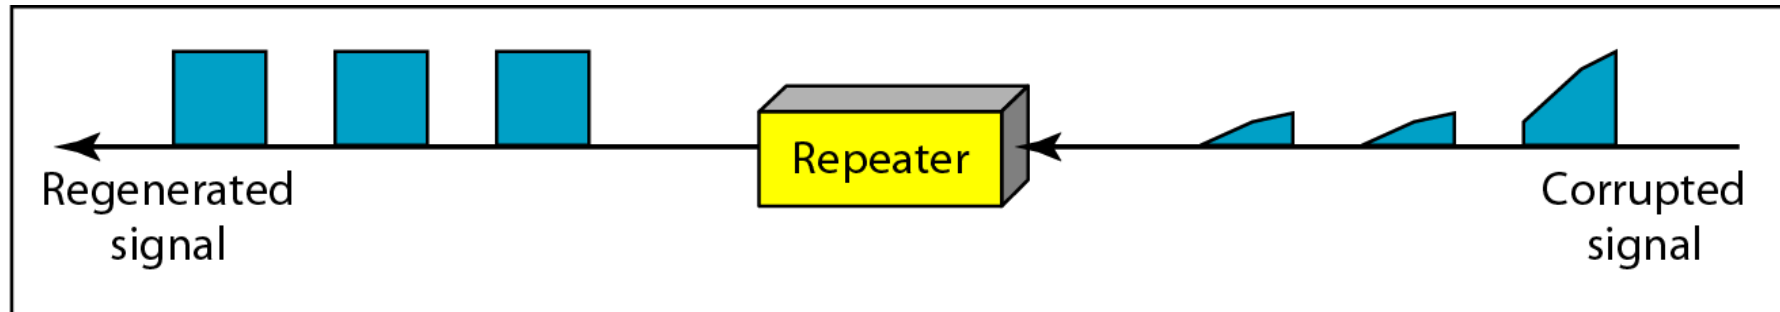 Repeater
Regenerated
signal
Corrupted
signal